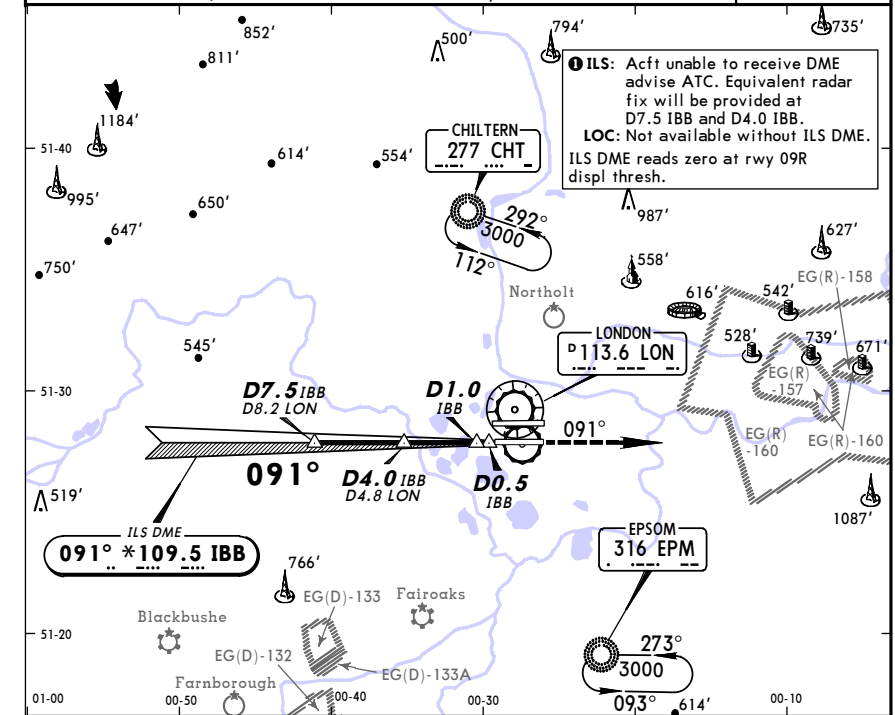 852′
811′
500′
794′
735′
❶ ILS: Acft unable to receive DME
advise ATC. Equivalent radar
fix will be provided at
D7.5 IBB and D4.0 IBB.
LOC: Not available without ILS DME.
ILS DME reads zero at rwy 09R
displ thresh.
1184′
51-40
CHILTERN
277 CHT
614′
554′
995′
650′
987′
647′
292°
3000
112°
627′
750′
558′
EG(R)-158
Northolt
616′
542′
LONDON
D 113.6 LON
528′
739′
671′
545′
EG(R)
-157
51-30
D7.5 IBB
D8.2 LON
D1.0
IBB
091°
EG(R)
-160
EG(R)-160
091°
D4.0 IBB
D4.8 LON
D0.5
IBB
519′
1087′
ILS DME
091° *109.5 IBB
EPSOM
316 EPM
766′
EG(D)-133
Fairoaks
Blackbushe
51-20
273°
3000
093°
EG(D)-132
EG(D)-133A
Farnborough
01-00
00-50
00-40
00-30
00-10
614′